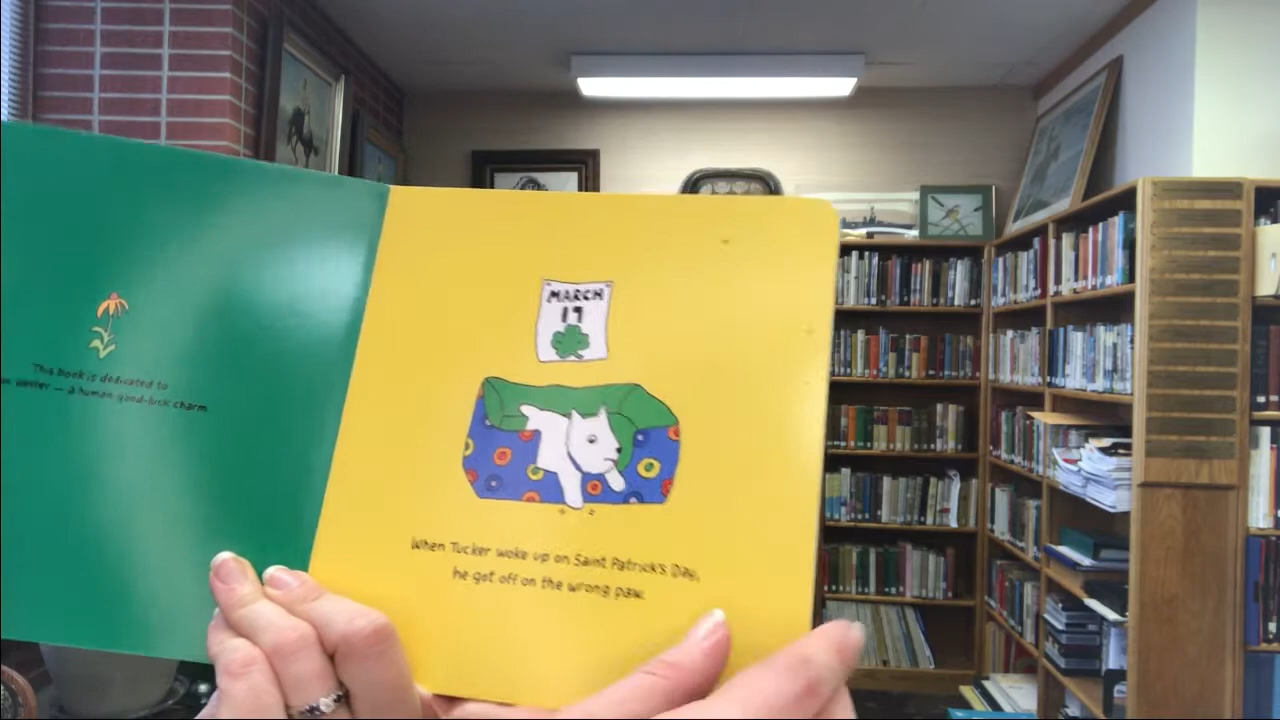 This book is dedicated to
— a human good-luck charm
MARCH
17
When Tucker woke up on Saint Patrick's Day,
he got off on the wrong paw.